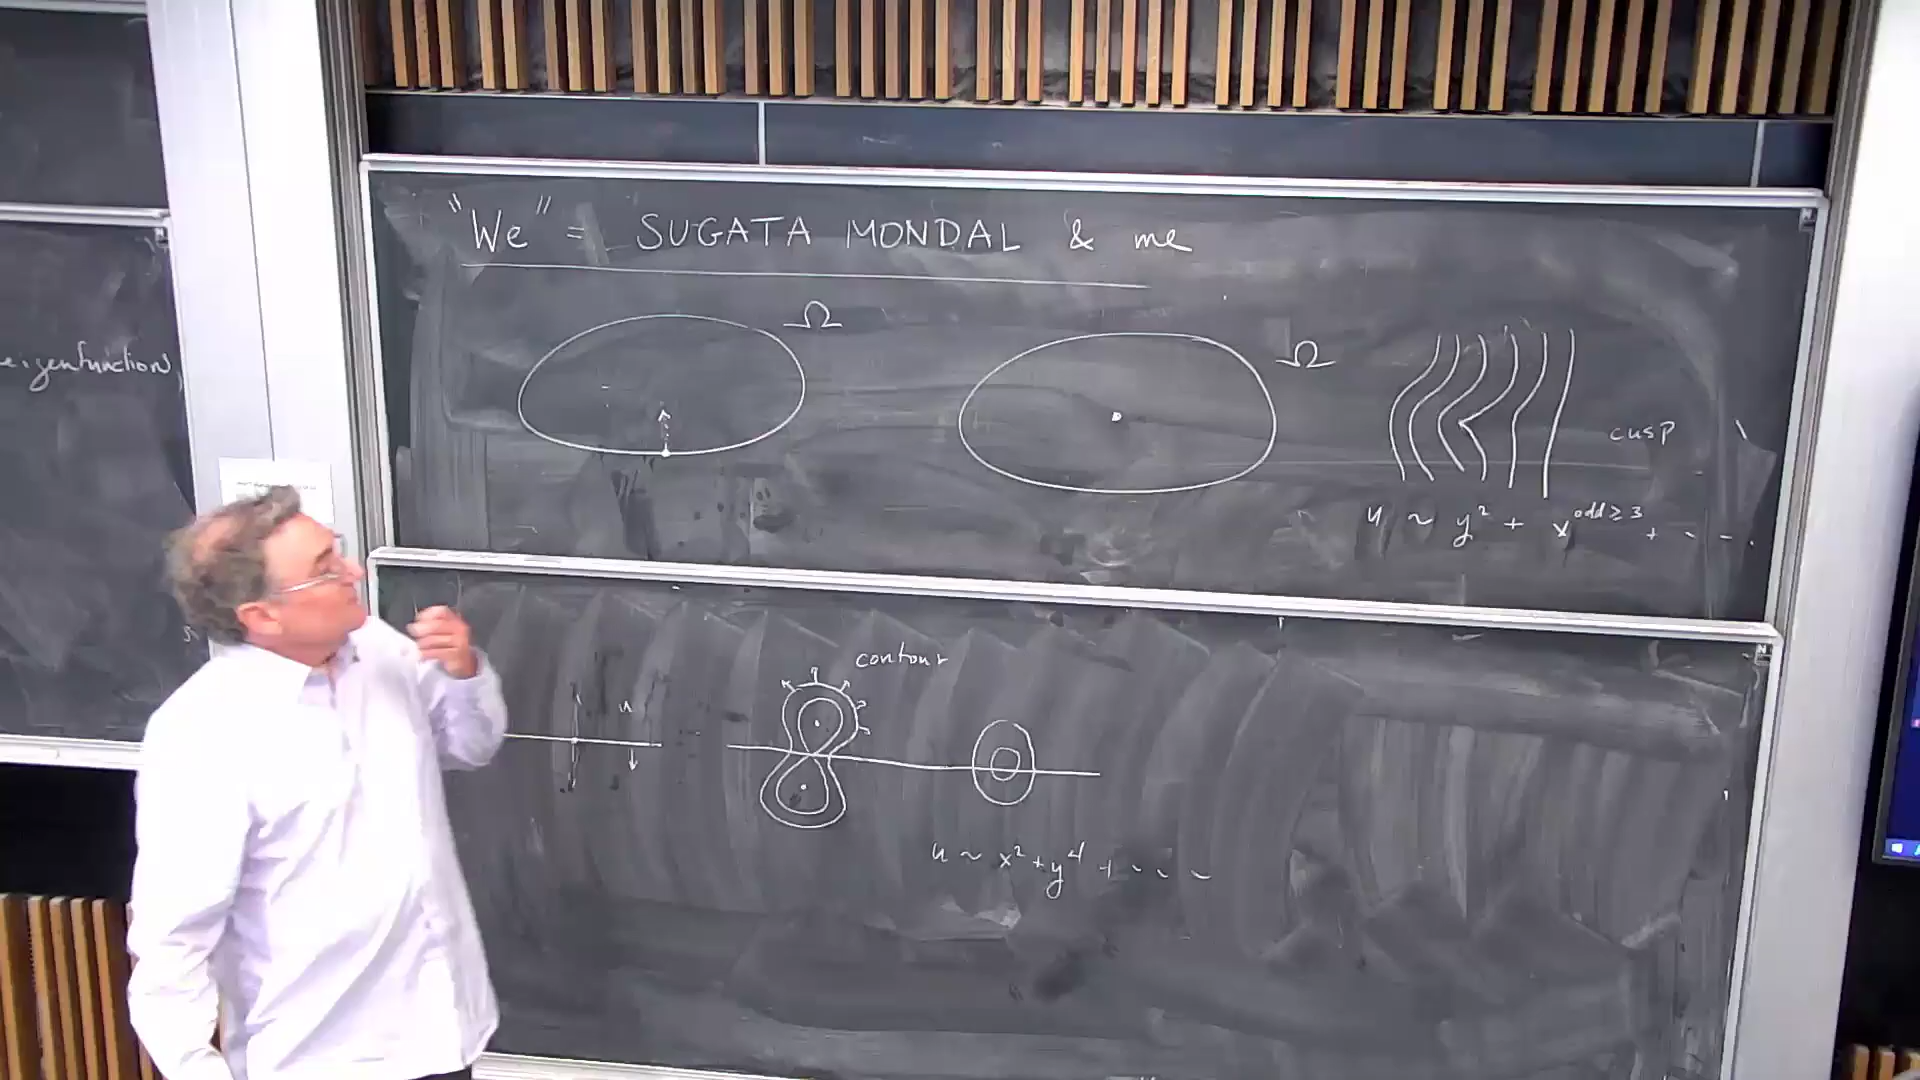 "We" = SUGATA MONDAL & me
Ω
Ω
cusp
u ~ y² + x^odd ≥ 3 + - - .
eigenfunction)
contour
u ~ x² + y⁴ + - - -